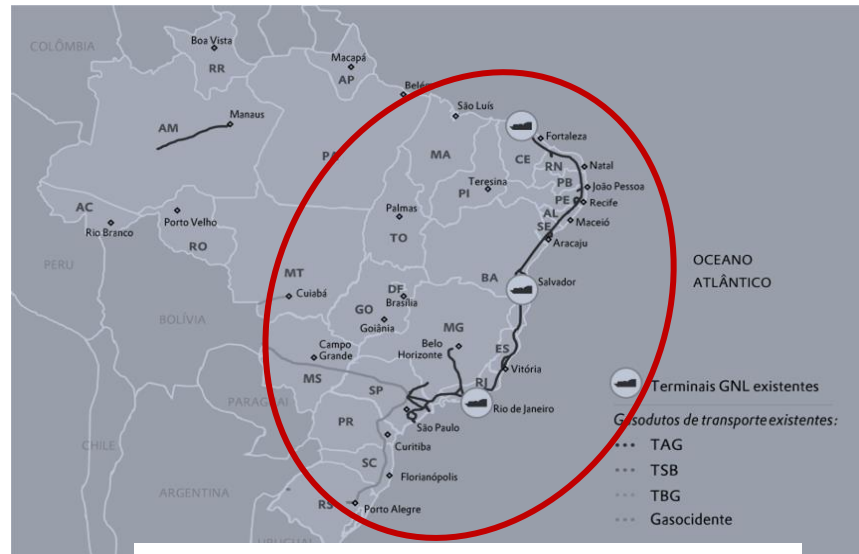 COLÔMBIA
Boa Vista
RR
Macapá
AP
Belém
São Luís
Manaus
AM
PA
MA
Fortaleza
CE
RN
Natal
Teresina
PI
PB
João Pessoa
PE
Recife
AL
Maceió
SE
Aracaju
AC
Rio Branco
Porto Velho
RO
Palmas
TO
PERU
MT
Cuiabá
BA
Salvador
OCEANO
ATLÂNTICO
DF
Brasília
GO
Goiânia
BOLÍVIA
MG
Belo
Horizonte
Campo
Grande
MS
ES
Vitória
SP
RJ
Rio de Janeiro
São Paulo
PARAGUAI
PR
Curitiba
SC
Florianópolis
CHILE
ARGENTINA
RS
Porto Alegre
URUGUAI
Terminais GNL existentes
Gasodutos de transporte existentes:
TAG
TSB
TBG
Gasocidente